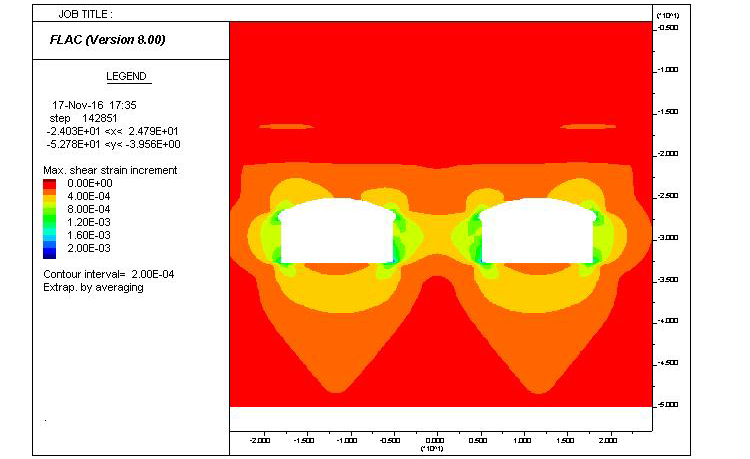 JOB TITLE :
FLAC (Version 8.00)
LEGEND
17-Nov-16 17:35
step 142851
-2.403E+01 <x< 2.479E+01
-5.278E+01 <y< -3.956E+00
Max. shear strain increment
0.00E+00
4.00E-04
8.00E-04
1.20E-03
1.60E-03
2.00E-03
Contour interval= 2.00E-04
Extrap. by averaging
(*10^1)
-0.500
-1.000
-1.500
-2.000
-2.500
-3.000
-3.500
-4.000
-4.500
-5.000
-2.000 -1.500 -1.000 -0.500 0.000 0.500 1.000 1.500 2.000
(*10^1)